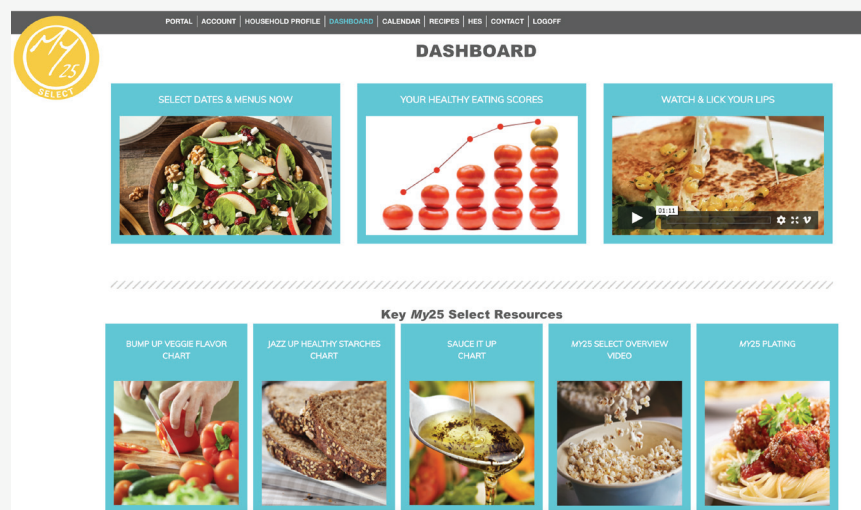 PORTAL | ACCOUNT | HOUSEHOLD PROFILE | DASHBOARD | CALENDAR | RECIPES | HES | CONTACT | LOGOFF
My
25
SELECT
DASHBOARD
SELECT DATES & MENUS NOW
YOUR HEALTHY EATING SCORES
WATCH & LICK YOUR LIPS
01:11
Key My25 Select Resources
BUMP UP VEGGIE FLAVOR
CHART
JAZZ UP HEALTHY STARCHES
CHART
SAUCE IT UP
CHART
MY25 SELECT OVERVIEW
VIDEO
MY25 PLATING